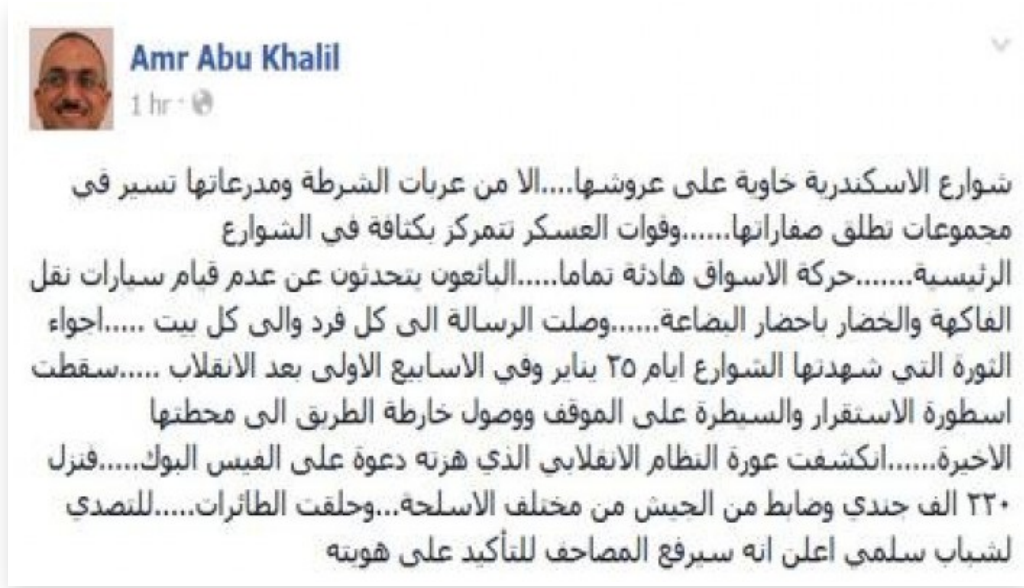 Amr Abu Khalil
1 hr ·
شوارع الاسكندرية خاوية على عروشها....الا من عربات الشرطة ومدرعاتها تسير في
مجموعات تطلق صفاراتها......وقوات العسكر تتمركز بكثافة في الشوارع
الرئيسية.......حركة الاسواق هادئة تماما.....البائعون يتحدثون عن عدم قيام سيارات نقل
الفاكهة والخضار باحضار البضاعة......وصلت الرسالة الى كل فرد والى كل بيت .....اجواء
الثورة التي شهدتها الشوارع ايام ٢٥ يناير وفي الاسابيع الاولى بعد الانقلاب .....سقطت
اسطورة الاستقرار والسيطرة على الموقف ووصول خارطة الطريق الى محطتها
الاخيرة......انكشفت عورة النظام الانقلابي الذي هزته دعوة على الفيس البوك.....فنزل
٢٢٠ الف جندي وضابط من الجيش من مختلف الاسلحة...وحلقت الطائرات.....للتصدي
لشباب سلمي اعلن انه سيرفع المصاحف للتأكيد على هويته